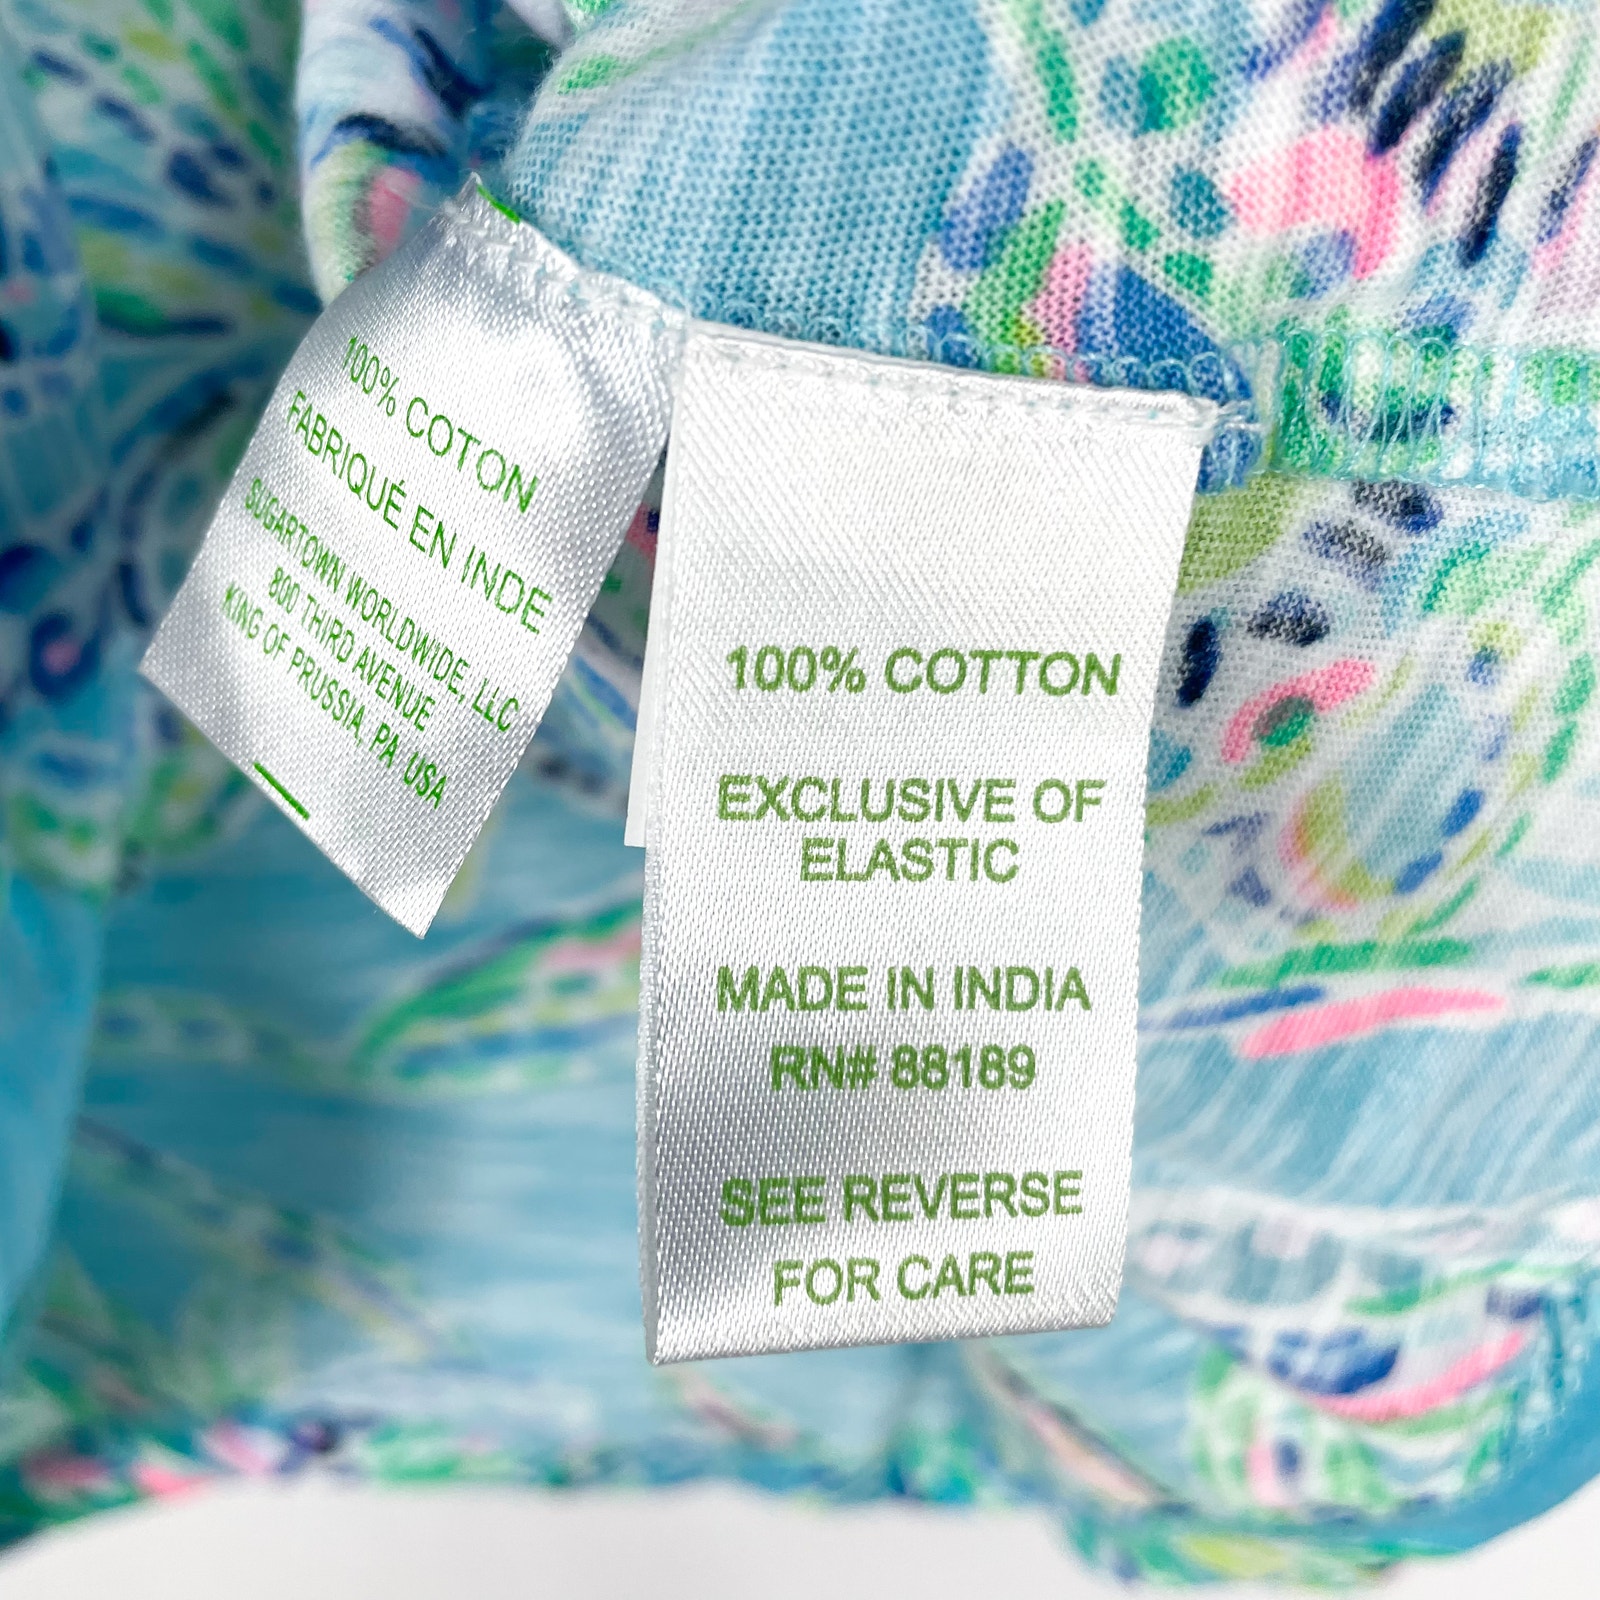 100% COTON
FABRIQUÉ EN INDE
SUGARTOWN WORLDWIDE, LLC
800 THIRD AVENUE
KING OF PRUSSIA, PA USA
100% COTTON
EXCLUSIVE OF
ELASTIC
MADE IN INDIA
RN# 88189
SEE REVERSE
FOR CARE